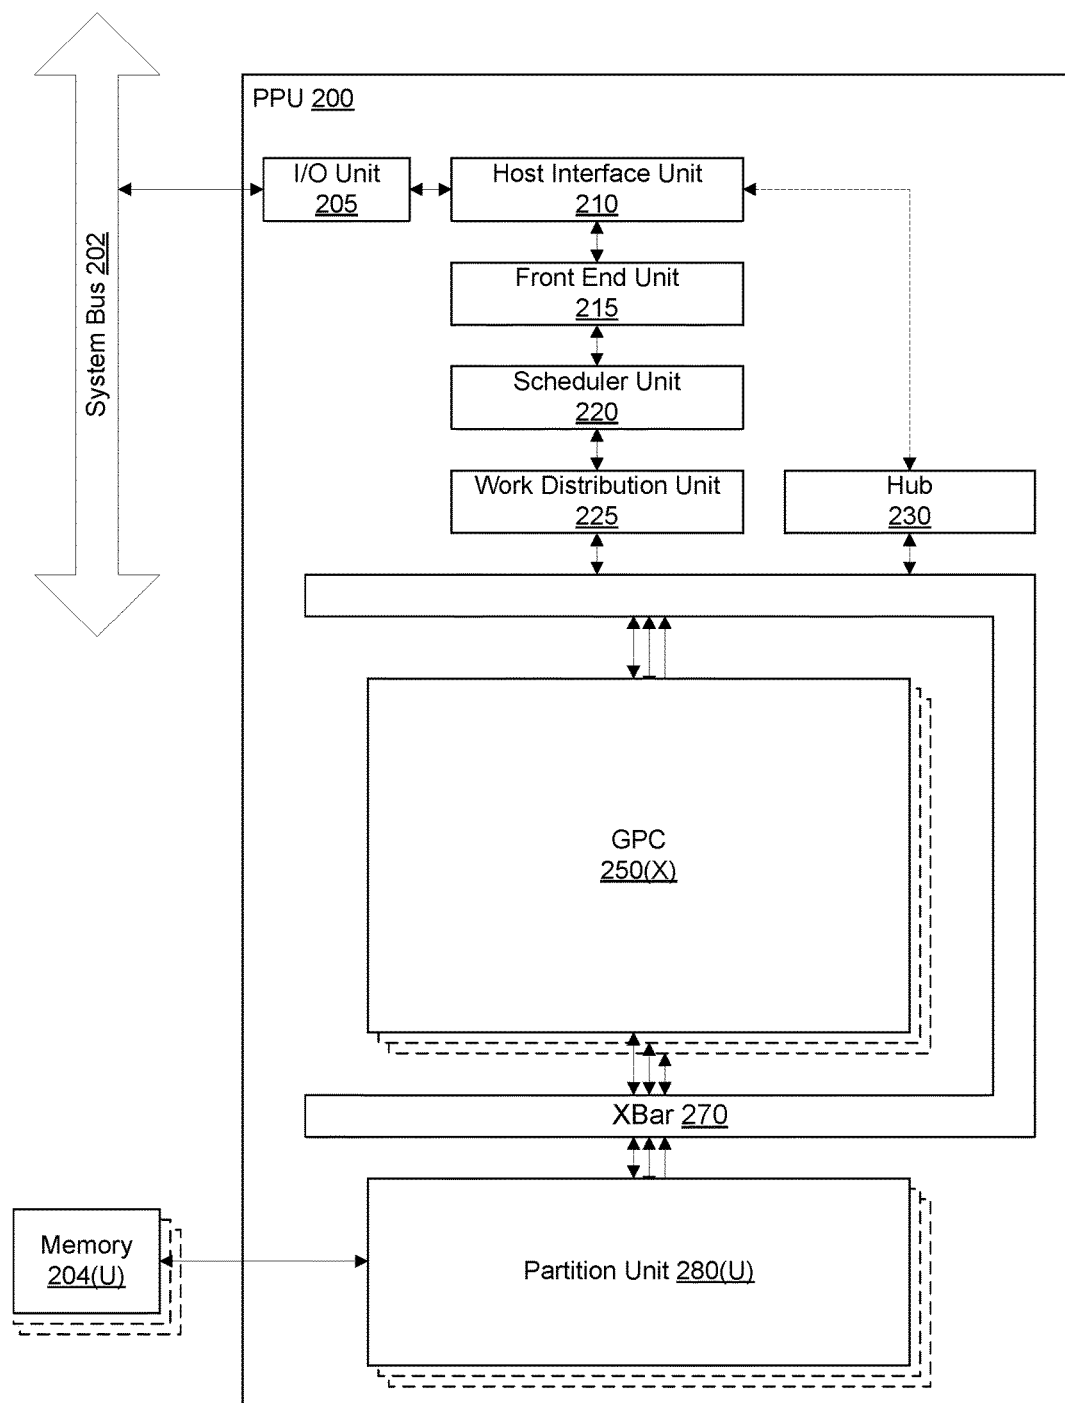 PPU 200
I/O Unit
205
Host Interface Unit
210
System Bus 202
Front End Unit
215
Scheduler Unit
220
Work Distribution Unit
225
Hub
230
GPC
250(X)
XBar 270
Memory
204(U)
Partition Unit 280(U)